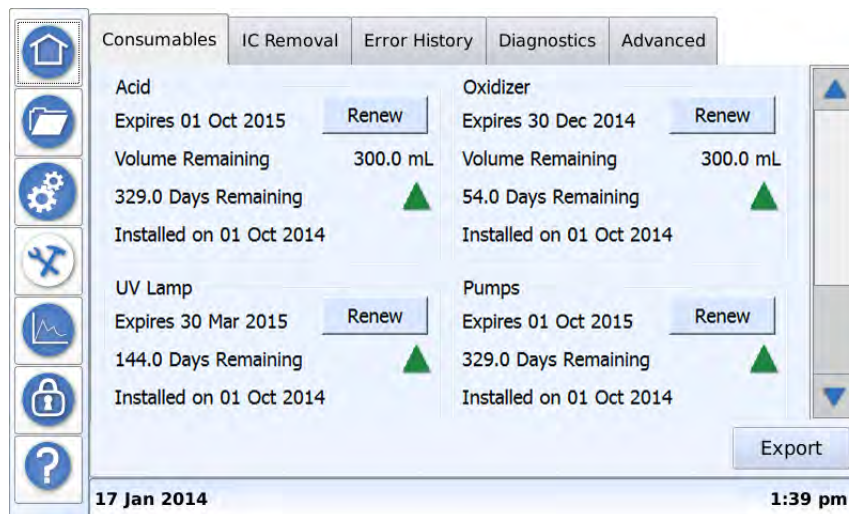 Consumables IC Removal Error History Diagnostics Advanced
Acid
Expires 01 Oct 2015 Renew
Volume Remaining 300.0 mL
329.0 Days Remaining
Installed on 01 Oct 2014
Oxidizer
Expires 30 Dec 2014 Renew
Volume Remaining 300.0 mL
54.0 Days Remaining
Installed on 01 Oct 2014
UV Lamp
Expires 30 Mar 2015 Renew
144.0 Days Remaining
Installed on 01 Oct 2014
Pumps
Expires 01 Oct 2015 Renew
329.0 Days Remaining
Installed on 01 Oct 2014
Export
?
17 Jan 2014 1:39 pm